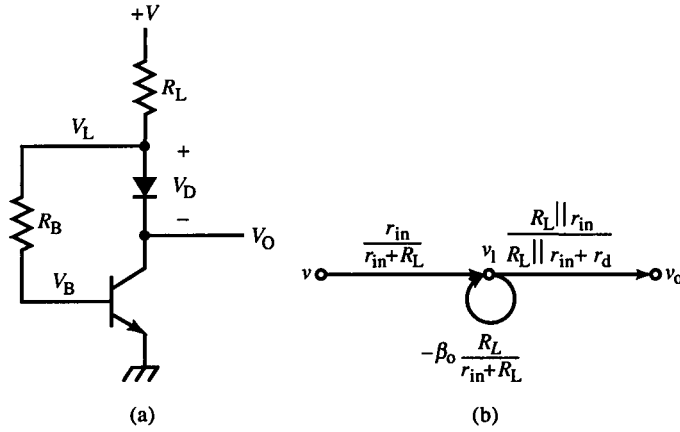 +V
R_L
V_L
+
V_D
−
R_B
V_O
V_B
(a)
r_in / r_in + R_L
R_L || r_in / R_L || r_in + r_d
v
v_l
v_o
−β_o R_L / r_in + R_L
(b)